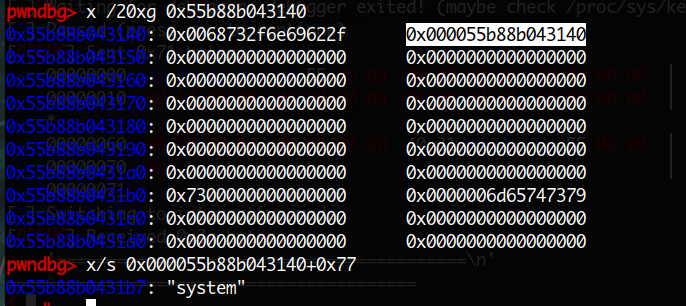 pwndbg> x /20xg 0x55b88b043140
0x55b88b043140: 0x0068732f6e69622f 0x000055b88b043140
0x55b88b043150: 0x0000000000000000 0x0000000000000000
0x55b88b043160: 0x0000000000000000 0x0000000000000000
0x55b88b043170: 0x0000000000000000 0x0000000000000000
0x55b88b043180: 0x0000000000000000 0x0000000000000000
0x55b88b043190: 0x0000000000000000 0x0000000000000000
0x55b88b0431a0: 0x0000000000000000 0x0000000000000000
0x55b88b0431b0: 0x7300000000000000 0x0000006d65747379
0x55b88b0431c0: 0x0000000000000000 0x0000000000000000
0x55b88b0431d0: 0x0000000000000000 0x0000000000000000
pwndbg> x/s 0x000055b88b043140+0x77
0x55b88b0431b7: "system"